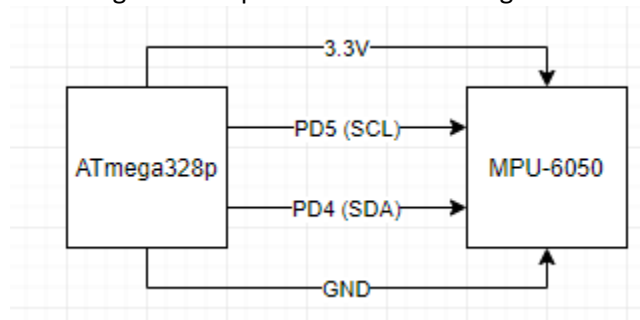 3.3V
PD5 (SCL)
ATmega328p
MPU-6050
PD4 (SDA)
GND